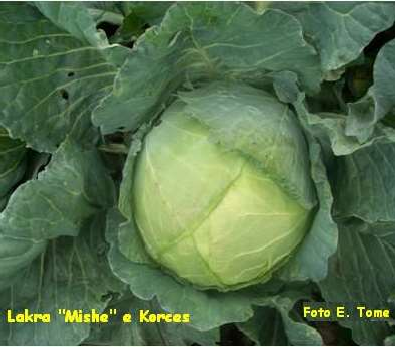 Lakra "Mishe" e Korces
Foto E. Tome